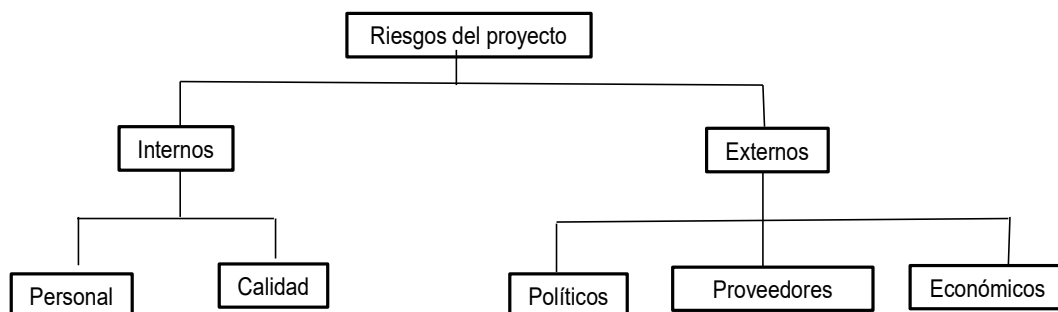 Riesgos del proyecto
Internos
Externos
Personal
Calidad
Políticos
Proveedores
Económicos